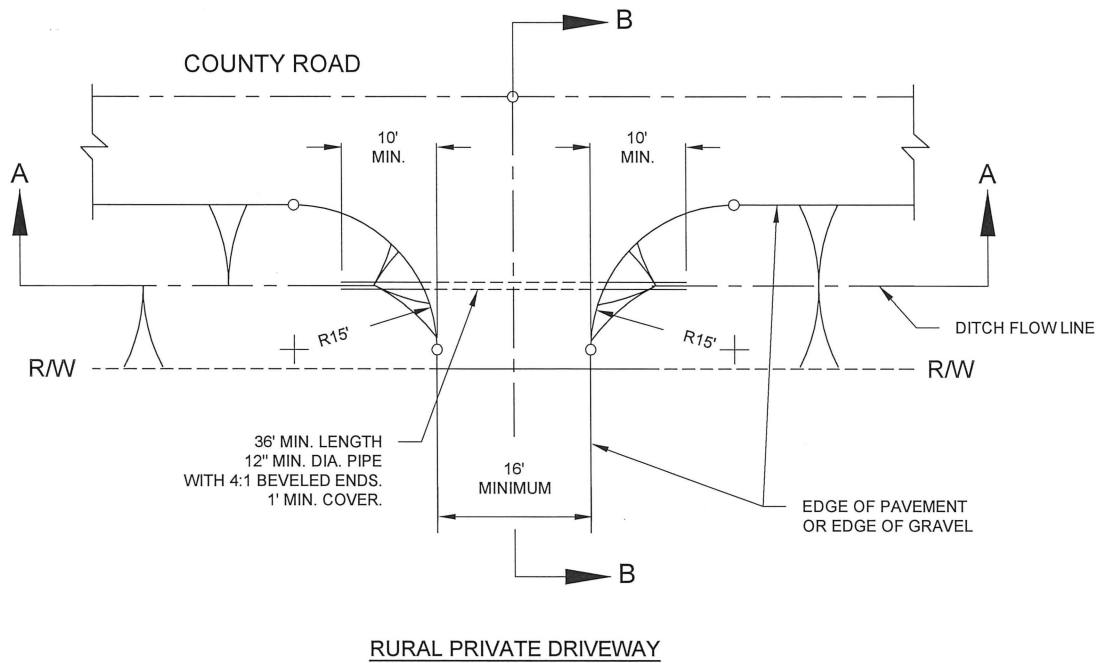 B
COUNTY ROAD
10'
MIN.
10'
MIN.
A
A
R15'
R15'
DITCH FLOW LINE
R/W
R/W
36' MIN. LENGTH
12" MIN. DIA. PIPE
WITH 4:1 BEVELED ENDS.
1' MIN. COVER.
16'
MINIMUM
EDGE OF PAVEMENT
OR EDGE OF GRAVEL
B
RURAL PRIVATE DRIVEWAY